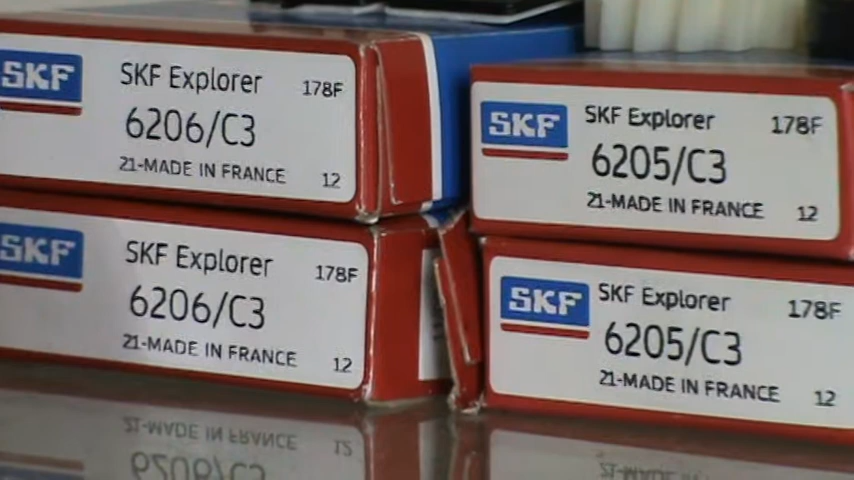 SKF SKF Explorer 178F
6206/C3
21-MADE IN FRANCE 12
SKF SKF Explorer 178F
6205/C3
21-MADE IN FRANCE 12
SKF SKF Explorer 178F
6206/C3
21-MADE IN FRANCE 12
SKF SKF Explorer 178F
6205/C3
21-MADE IN FRANCE 12